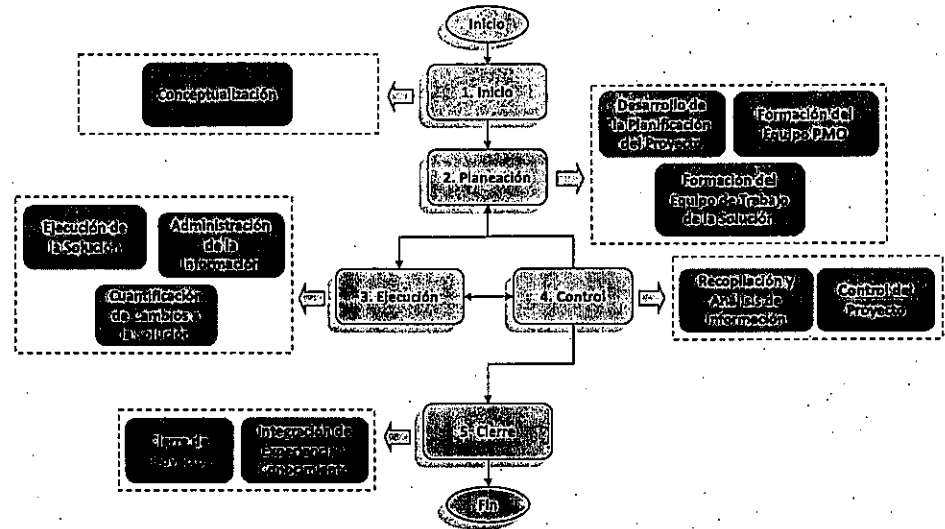 Inicio
Conceptualización
1. Inicio
Desarrollo de
la Planificación
del Proyecto
Formación del
Equipo PMO
2. Planeación
Formación del
Equipo de Trabajo
de la Solución
Ejecución de
la Solución
Administración
de la
Información
3. Ejecución
4. Control
Recopilación y
Análisis de
Información
Control de
Proyecto
Cuantificación
de Cambios a
la Solución
5. Cierre
Cierre de
Integración de
Conocimiento
Fin